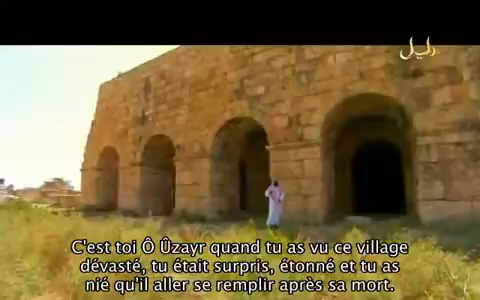 دليل
C'est toi Ô Ûzayr quand tu as vu ce village
dévasté, tu était surpris, étonné et tu as
nié qu'il aller se remplir après sa mort.